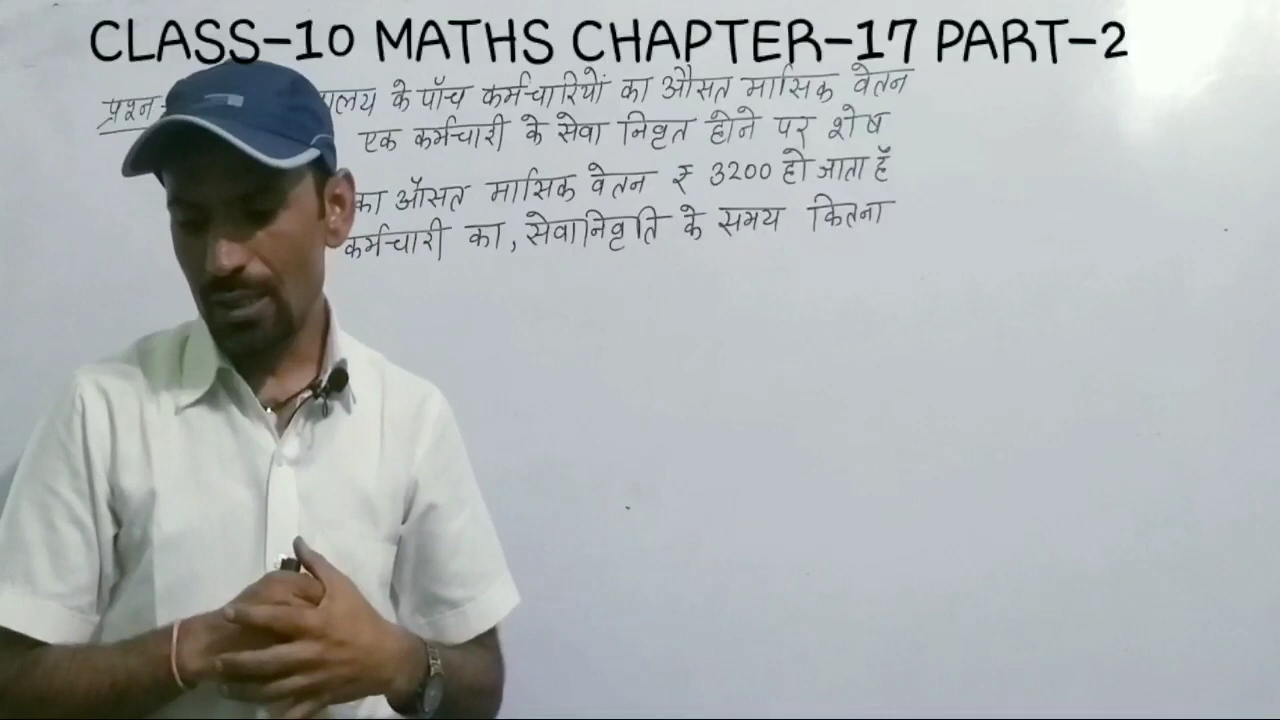 CLASS-10 MATHS CHAPTER-17 PART-2
प्रश्न के पाँच कर्मचारियों का औसत मासिक वेतन
एक कर्मचारी के सेवा निवृत होने पर शेष
का औसत मासिक वेतन ₹ 3200 हो जाता है
कर्मचारी का, सेवानिवृति के समय कितना